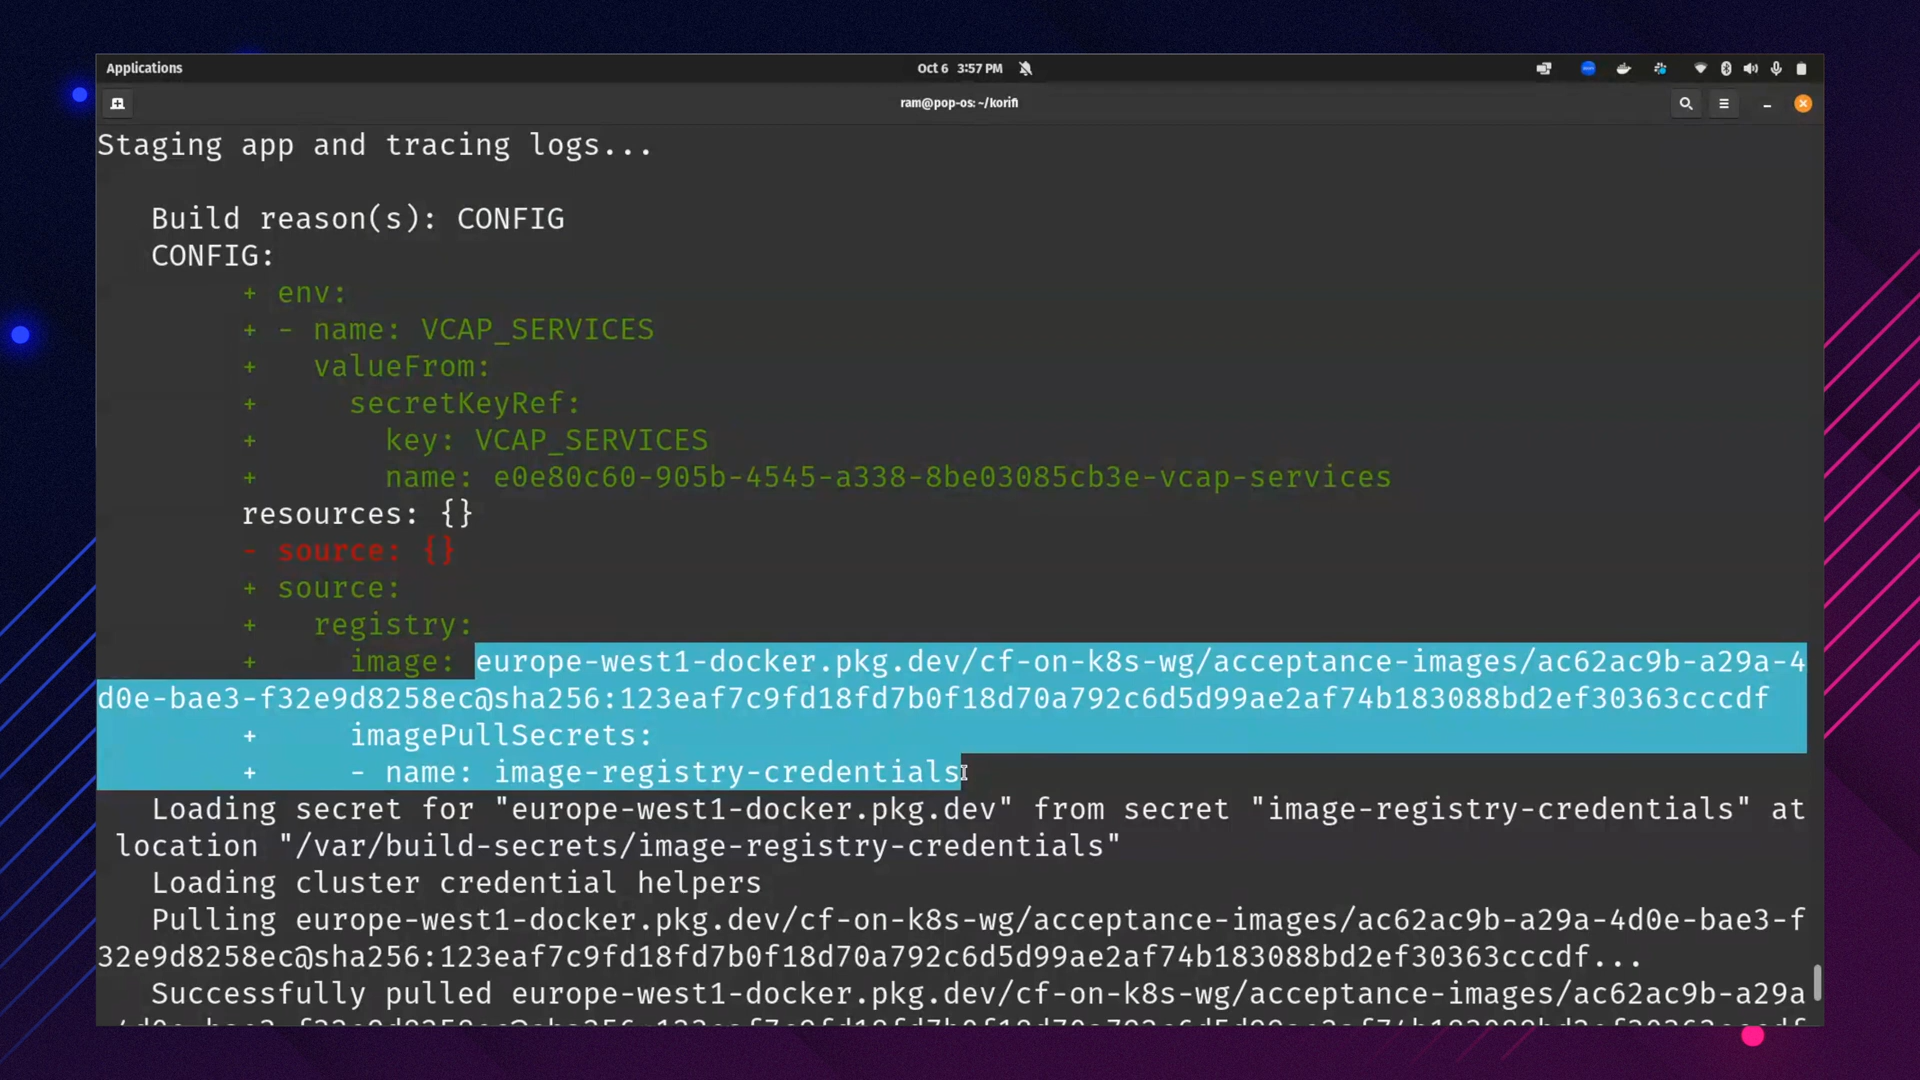 Applications
Oct 6 3:57 PM
ram@pop-os: ~/korifi
Staging app and tracing logs...
Build reason(s): CONFIG
CONFIG:
+ env:
+ - name: VCAP_SERVICES
+   valueFrom:
+     secretKeyRef:
+       key: VCAP_SERVICES
+       name: e0e80c60-905b-4545-a338-8be03085cb3e-vcap-services
resources: {}
- source: {}
+ source:
+   registry:
+     image: europe-west1-docker.pkg.dev/cf-on-k8s-wg/acceptance-images/ac62ac9b-a29a-4
d0e-bae3-f32e9d8258ec@sha256:123eaf7c9fd18fd7b0f18d70a792c6d5d99ae2af74b183088bd2ef30363cccdf
+     imagePullSecrets:
+     - name: image-registry-credentials
Loading secret for "europe-west1-docker.pkg.dev" from secret "image-registry-credentials" at
location "/var/build-secrets/image-registry-credentials"
Loading cluster credential helpers
Pulling europe-west1-docker.pkg.dev/cf-on-k8s-wg/acceptance-images/ac62ac9b-a29a-4d0e-bae3-f
32e9d8258ec@sha256:123eaf7c9fd18fd7b0f18d70a792c6d5d99ae2af74b183088bd2ef30363cccdf...
Successfully pulled europe-west1-docker.pkg.dev/cf-on-k8s-wg/acceptance-images/ac62ac9b-a29a